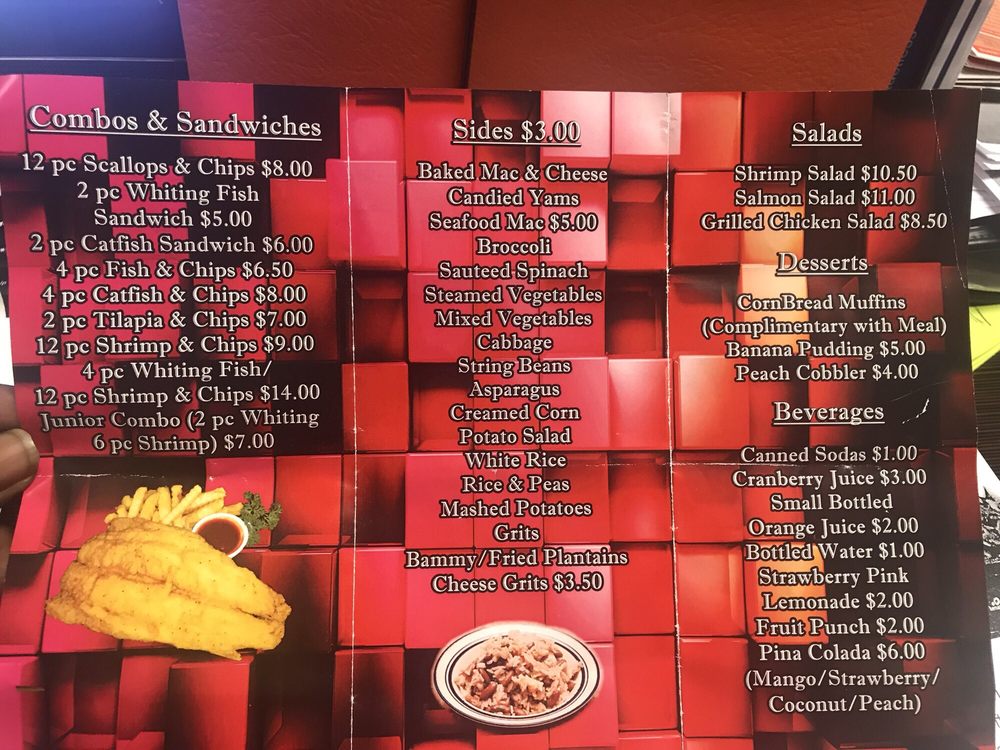 Combos & Sandwiches
12 pc Scallops & Chips $8.00
2 pc Whiting Fish
Sandwich $5.00
2 pc Catfish Sandwich $6.00
4 pc Fish & Chips $6.50
4 pc Catfish & Chips $8.00
2 pc Tilapia & Chips $7.00
12 pc Shrimp & Chips $9.00
4 pc Whiting Fish/
12 pc Shrimp & Chips $14.00
Junior Combo (2 pc Whiting
6 pc Shrimp) $7.00
Sides $3.00
Baked Mac & Cheese
Candied Yams
Seafood Mac $5.00
Broccoli
Sauteed Spinach
Steamed Vegetables
Mixed Vegetables
Cabbage
String Beans
Asparagus
Creamed Corn
Potato Salad
White Rice
Rice & Peas
Mashed Potatoes
Grits
Bammy/Fried Plantains
Cheese Grits $3.50
Salads
Shrimp Salad $10.50
Salmon Salad $11.00
Grilled Chicken Salad $8.50
Desserts
CornBread Muffins
(Complimentary with Meal)
Banana Pudding $5.00
Peach Cobbler $4.00
Beverages
Canned Sodas $1.00
Cranberry Juice $3.00
Small Bottled
Orange Juice $2.00
Bottled Water $1.00
Strawberry Pink
Lemonade $2.00
Fruit Punch $2.00
Pina Colada $6.00
(Mango/Strawberry/
Coconut/Peach)